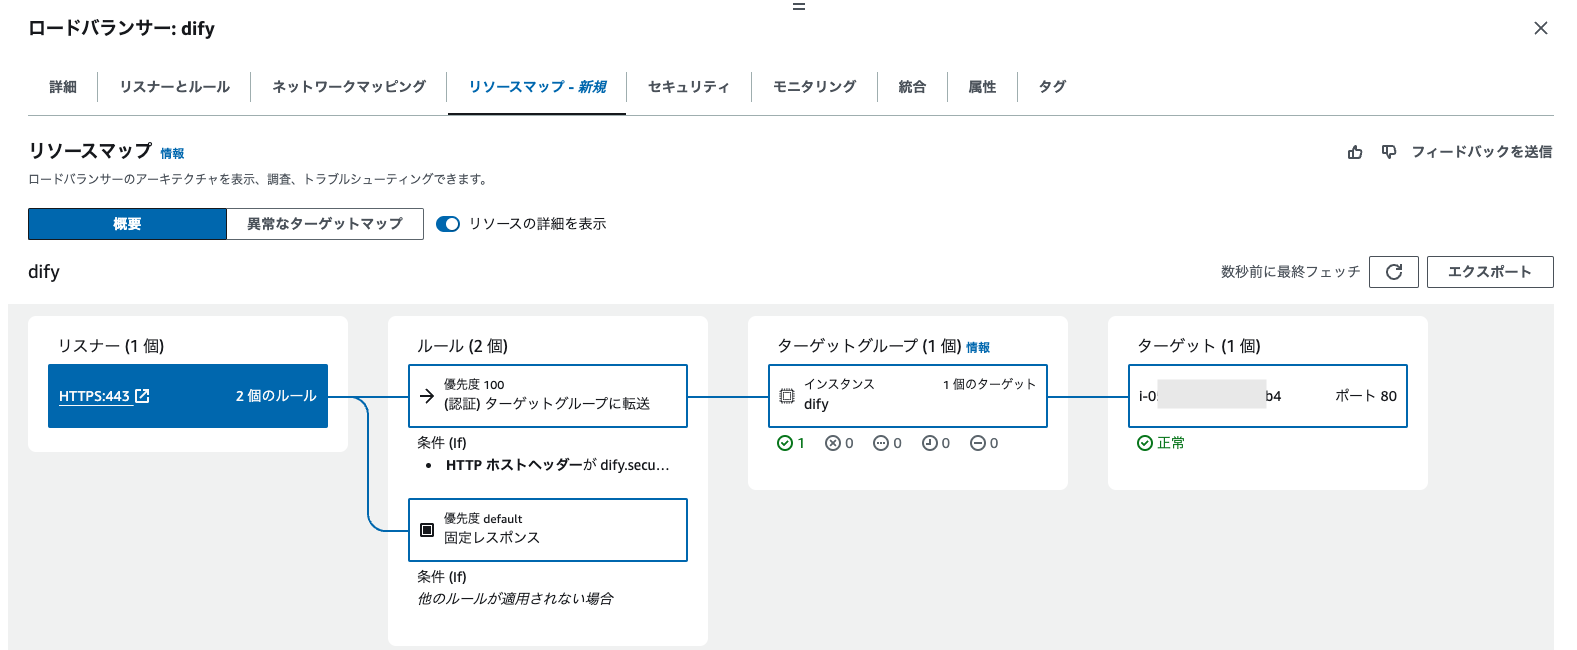 ロードバランサー: dify
詳細 リスナーとルール ネットワークマッピング リソースマップ - 新規 セキュリティ モニタリング 統合 属性 タグ
リソースマップ 情報 フィードバックを送信
ロードバランサーのアーキテクチャを表示、調査、トラブルシューティングできます。
概要 異常なターゲットマップ リソースの詳細を表示
dify 数秒前に最終フェッチ エクスポート
リスナー (1 個)
HTTPS:443 2 個のルール
ルール (2 個)
優先度 100
(認証) ターゲットグループに転送
条件 (If)
• HTTP ホストヘッダーが dify.secu…
優先度 default
固定レスポンス
条件 (If)
他のルールが適用されない場合
ターゲットグループ (1 個) 情報
インスタンス 1 個のターゲット
dify
1 0 0 0 0
ターゲット (1 個)
i-0 b4 ポート 80
正常